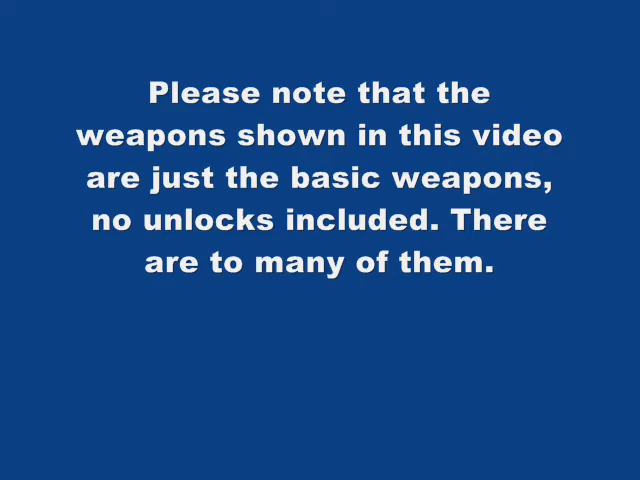 Please note that the
weapons shown in this video
are just the basic weapons,
no unlocks included. There
are to many of them.